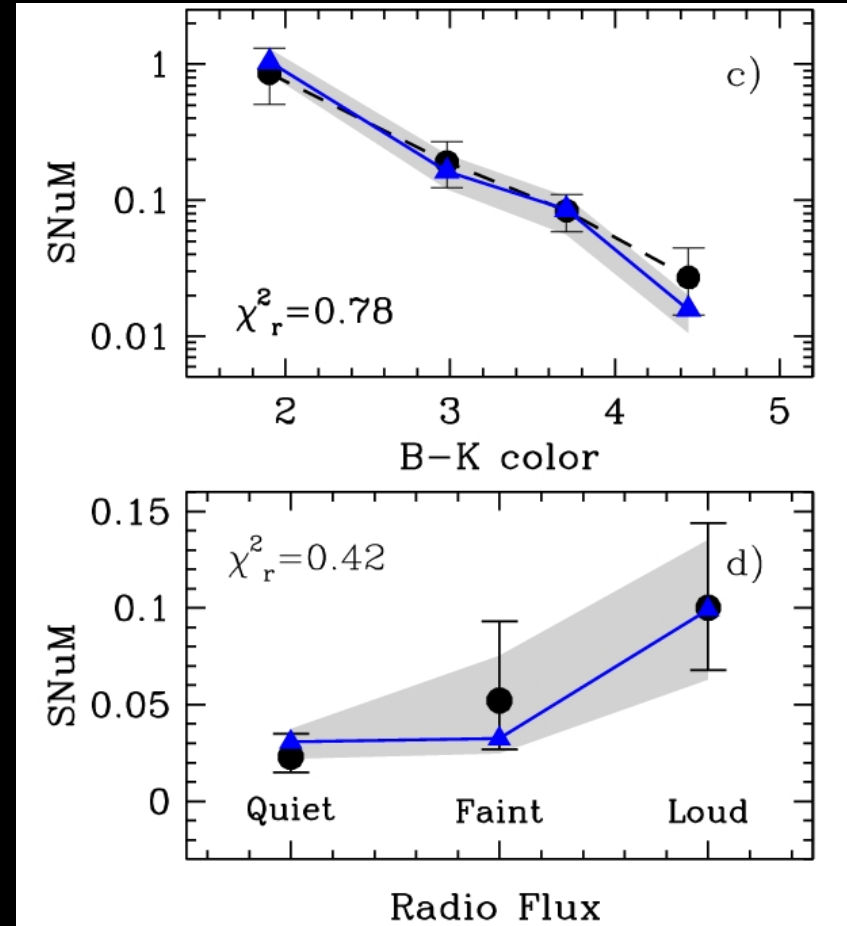 c)
1
0.1
0.01
SNuM
χ²ᵣ=0.78
2 3 4 5
B-K color
χ²ᵣ=0.42
d)
0.15
0.1
0.05
0
SNuM
Quiet Faint Loud
Radio Flux